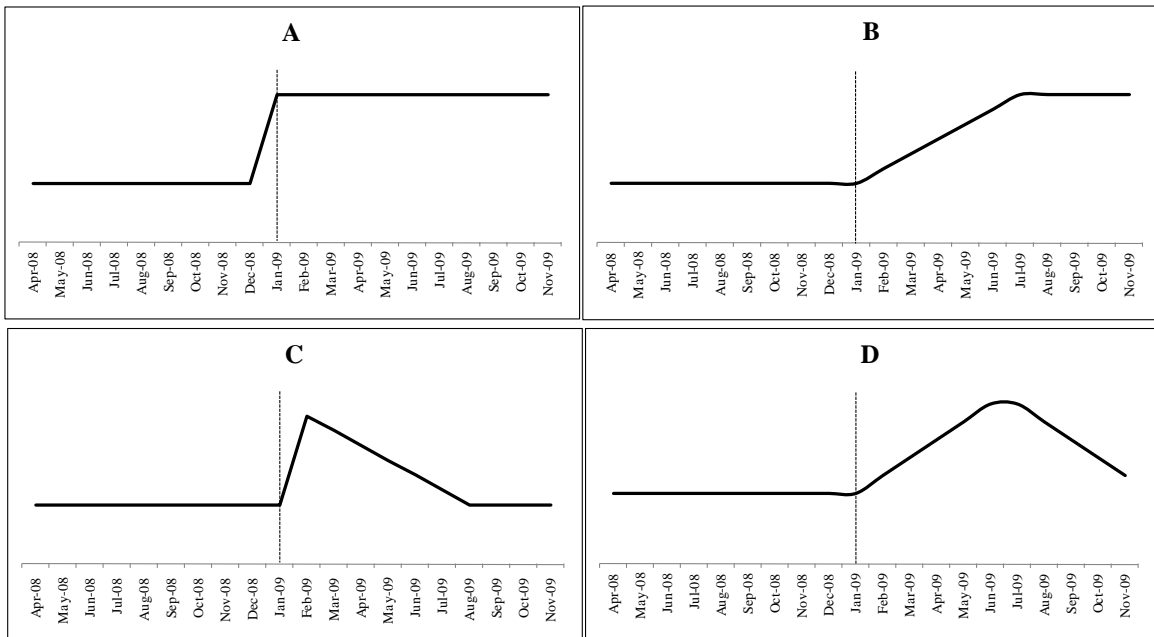 A
Apr-08 May-08 Jun-08 Jul-08 Aug-08 Sep-08 Oct-08 Nov-08 Dec-08 Jan-09 Feb-09 Mar-09 Apr-09 May-09 Jun-09 Jul-09 Aug-09 Sep-09 Oct-09 Nov-09
B
Apr-08 May-08 Jun-08 Jul-08 Aug-08 Sep-08 Oct-08 Nov-08 Dec-08 Jan-09 Feb-09 Mar-09 Apr-09 May-09 Jun-09 Jul-09 Aug-09 Sep-09 Oct-09 Nov-09
C
Apr-08 May-08 Jun-08 Jul-08 Aug-08 Sep-08 Oct-08 Nov-08 Dec-08 Jan-09 Feb-09 Mar-09 Apr-09 May-09 Jun-09 Jul-09 Aug-09 Sep-09 Oct-09 Nov-09
D
Apr-08 May-08 Jun-08 Jul-08 Aug-08 Sep-08 Oct-08 Nov-08 Dec-08 Jan-09 Feb-09 Mar-09 Apr-09 May-09 Jun-09 Jul-09 Aug-09 Sep-09 Oct-09 Nov-09